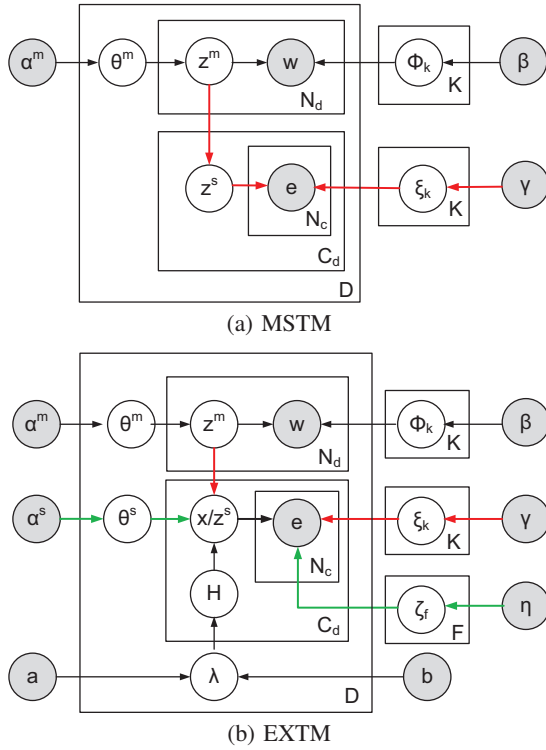 α^m θ^m z^m w Φ_k β
N_d K
z^s e ξ_k γ
N_c K
C_d
D
(a) MSTM
α^m θ^m z^m w Φ_k β
N_d K
α^s θ^s x/z^s e ξ_k γ
N_c K
H ζ_f η
C_d F
a λ b
D
(b) EXTM